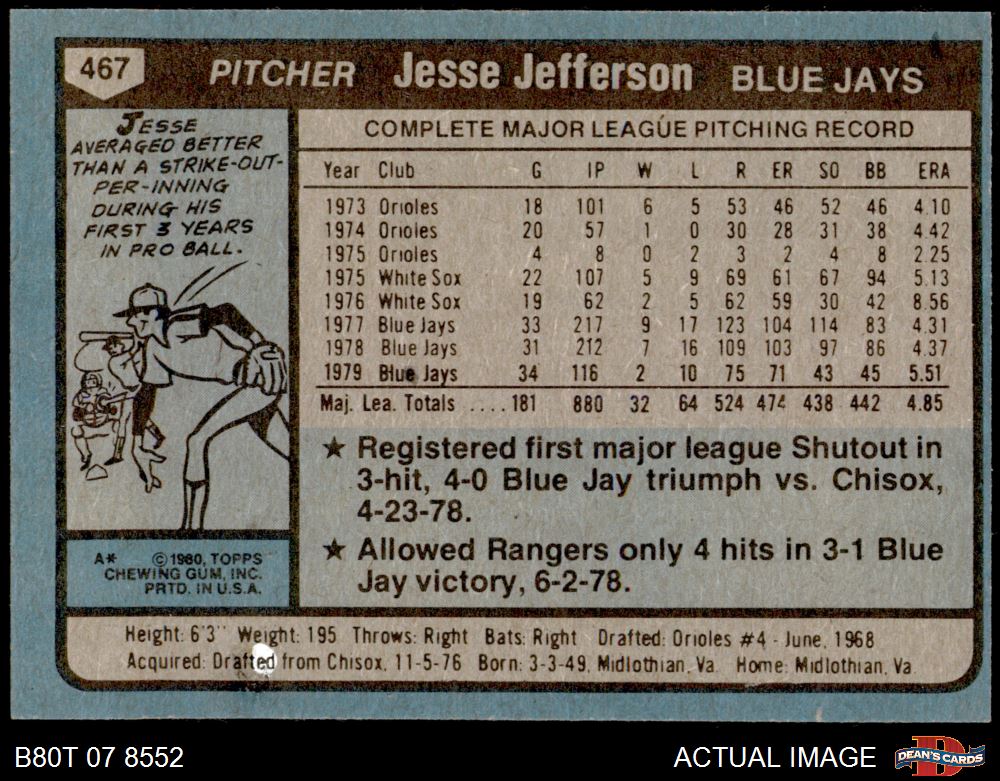 467 PITCHER Jesse Jefferson BLUE JAYS
JESSE
AVERAGED BETTER
THAN A STRIKE-OUT-
PER-INNING
DURING HIS
FIRST 3 YEARS
IN PRO BALL.
COMPLETE MAJOR LEAGUE PITCHING RECORD
Year Club G IP W L R ER SO BB ERA
1973 Orioles 18 101 6 5 53 46 52 46 4.10
1974 Orioles 20 57 1 0 30 28 31 38 4.42
1975 Orioles 4 8 0 2 3 2 4 8 2.25
1975 White Sox 22 107 5 9 69 61 67 94 5.13
1976 White Sox 19 62 2 5 62 59 30 42 8.56
1977 Blue Jays 33 217 9 17 123 104 114 83 4.31
1978 Blue Jays 31 212 7 16 109 103 97 86 4.37
1979 Blue Jays 34 116 2 10 75 71 43 45 5.51
Maj. Lea. Totals ....181 880 32 64 524 474 438 442 4.85
★ Registered first major league Shutout in
3-hit, 4-0 Blue Jay triumph vs. Chisox,
4-23-78.
★ Allowed Rangers only 4 hits in 3-1 Blue
Jay victory, 6-2-78.
A* ©1980, TOPPS
CHEWING GUM, INC.
PRTD. IN U.S.A.
Height: 6'3" Weight: 195 Throws: Right Bats: Right Drafted: Orioles #4 - June, 1968
Acquired: Drafted from Chisox, 11-5-76 Born: 3-3-49, Midlothian, Va. Home: Midlothian, Va.
B80T 07 8552 ACTUAL IMAGE
D
DEAN'S CARDS